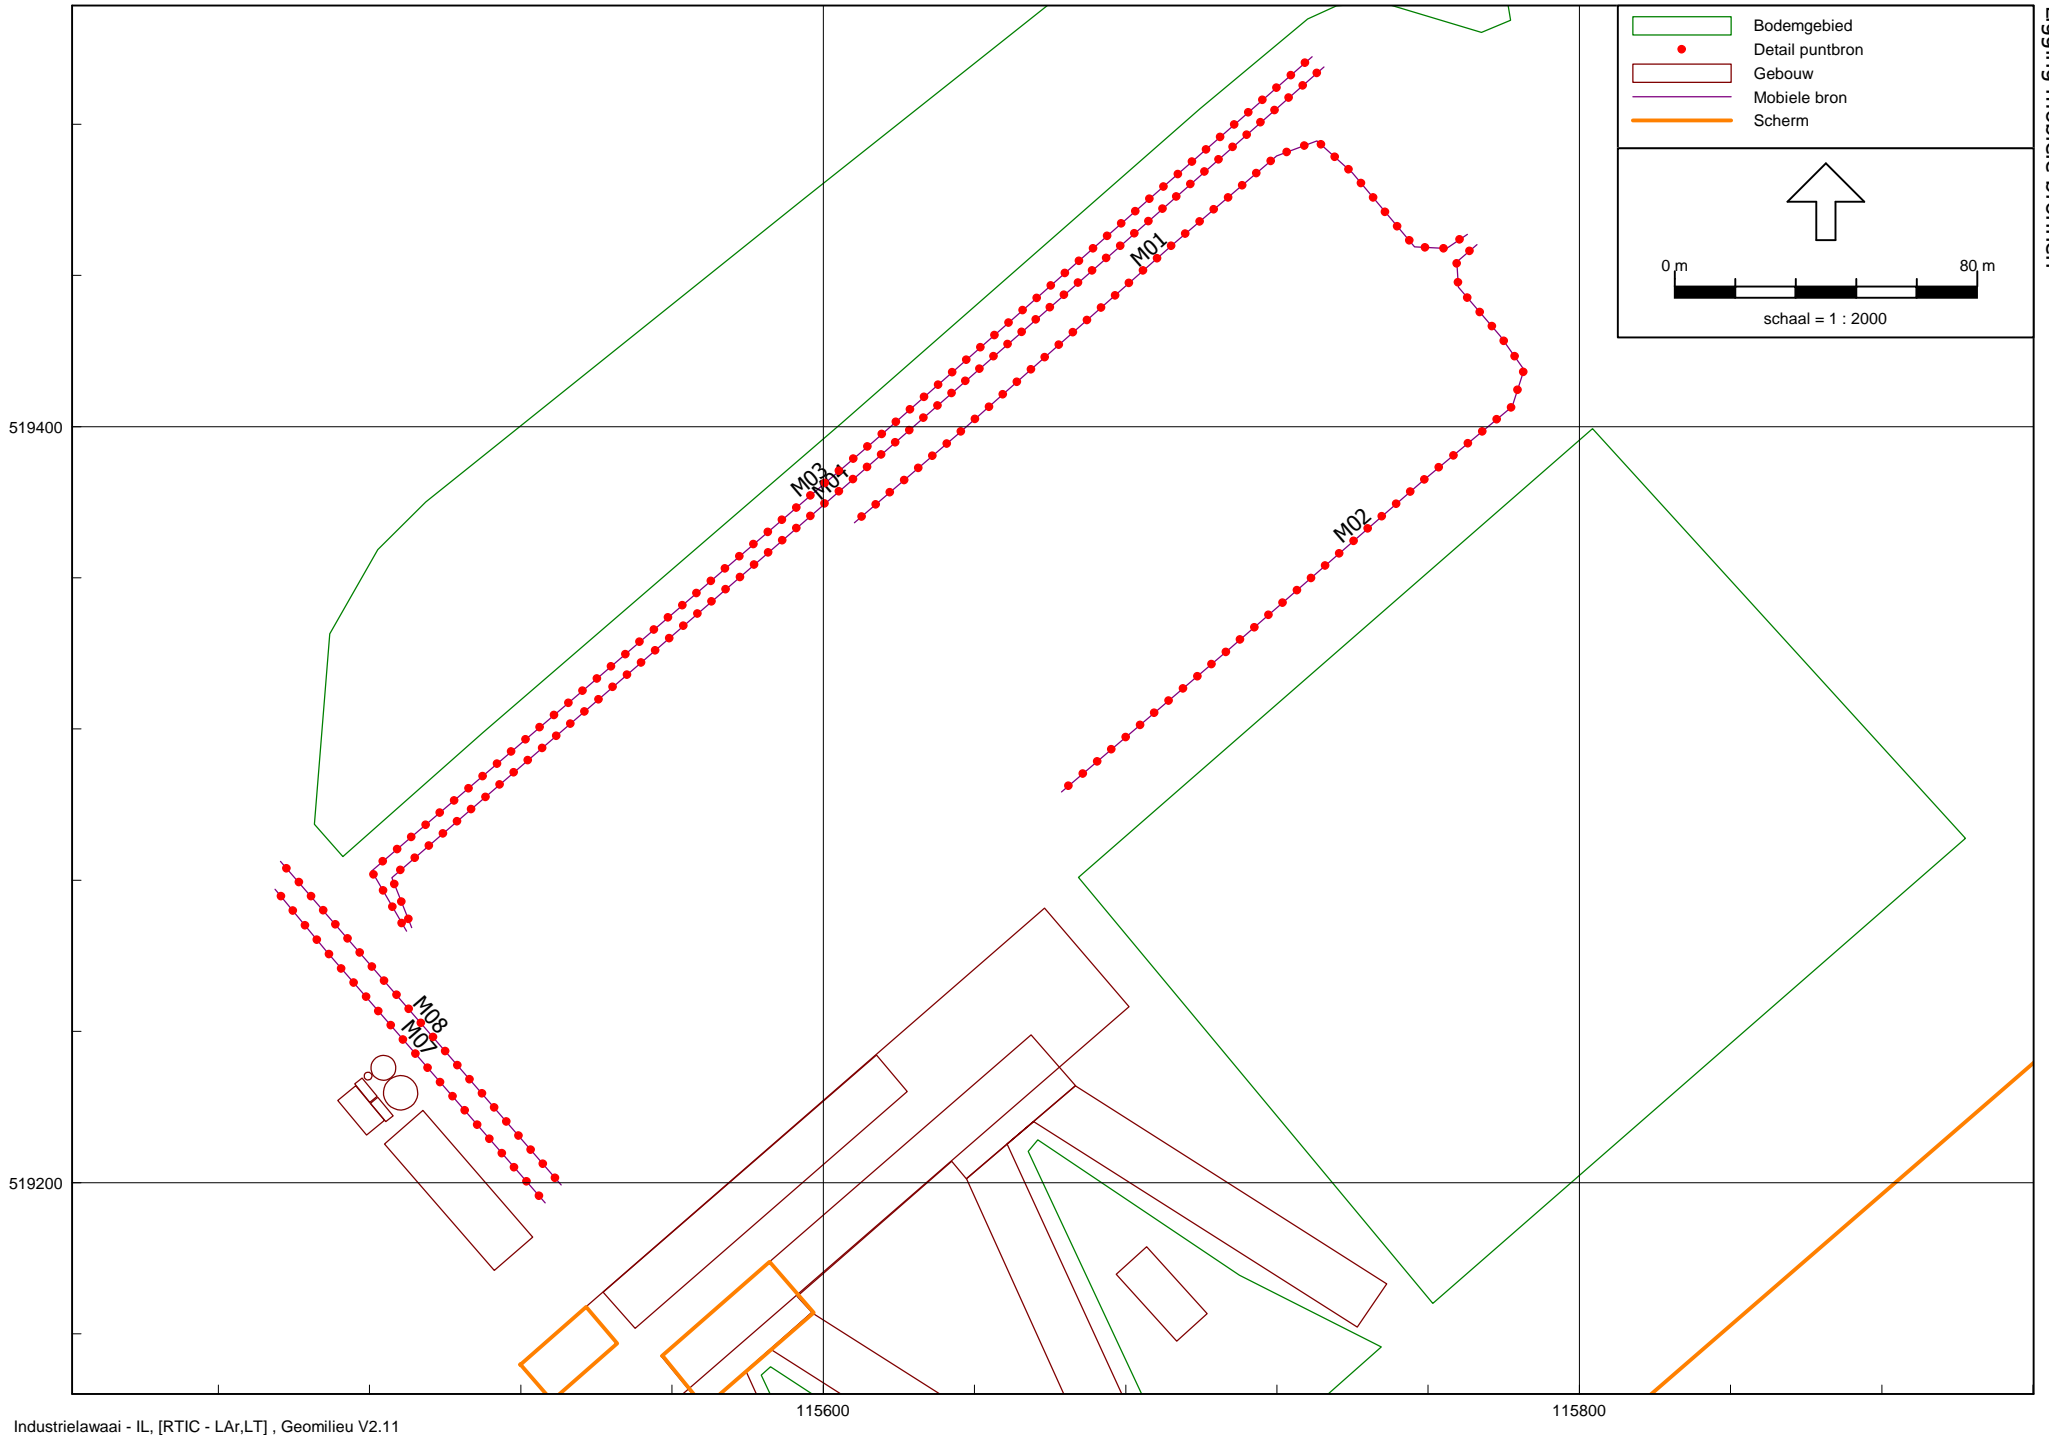 Bodemgebied
Detail puntbron
Gebouw
Mobiele bron
Scherm
0 m 80 m
schaal = 1 : 2000
M01
519400
M03
M04
M02
M08
M07
519200
115600 115800
Industrielawaai - IL, [RTIC - LAr,LT] , Geomilieu V2.11